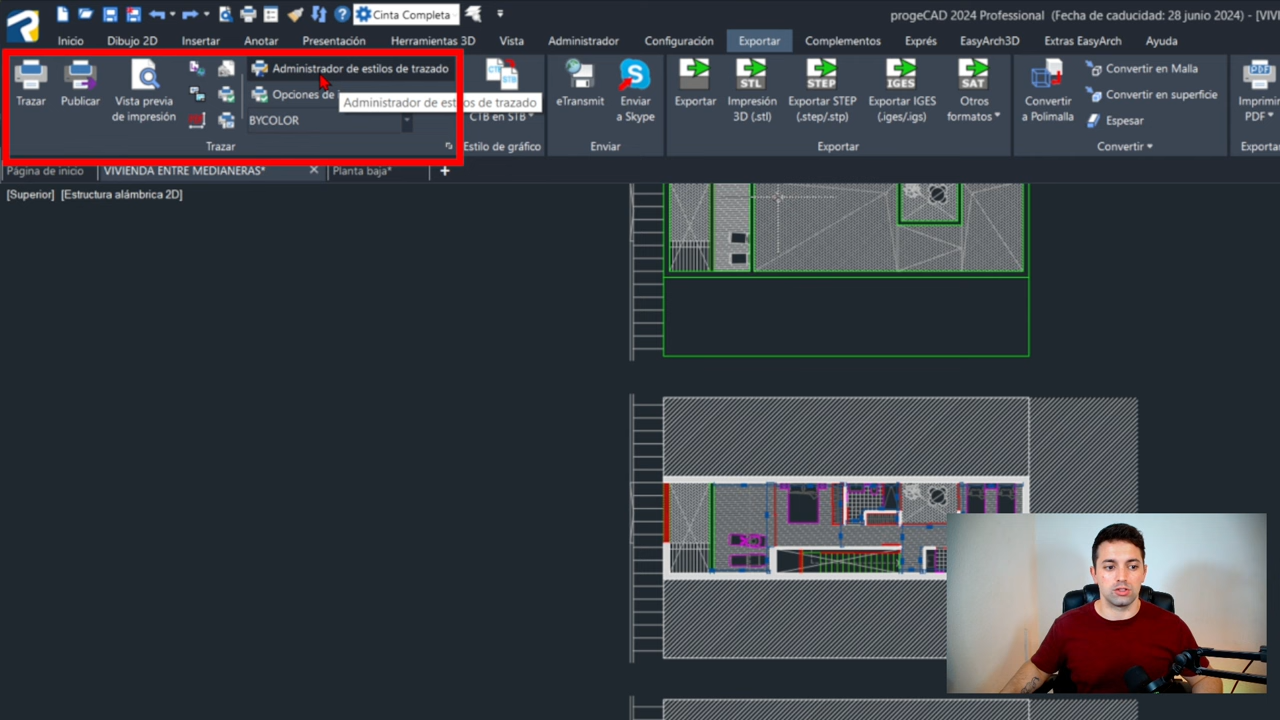 Cinta Completa
progeCAD 2024 Professional (Fecha de caducidad: 28 junio 2024) - [VIVIE
Inicio Dibujo 2D Insertar Anotar Presentación Herramientas 3D Vista Administrador Configuración Exportar Complementos Exprés EasyArch3D Extras EasyArch Ayuda
Trazar
Publicar
Vista previa
de impresión
Administrador de estilos de trazado
Opciones de
Administrador de estilos de trazado
BYCOLOR
Trazar
CTB en STB
Estilo de gráfico
eTransmit
Enviar
a Skype
Enviar
Exportar
STL
Impresión
3D (.stl)
STEP
Exportar STEP
(.step/.stp)
IGES
Exportar IGES
(.iges/.igs)
SAT
Otros
formatos
Exportar
Convertir
a Polimalla
Convertir en Malla
Convertir en superficie
Espesar
Convertir
PDF
Imprimi
PDF
Exportar
Página de inicio VIVIENDA ENTRE MEDIANERAS* Planta baja*
[Superior] [Estructura alámbrica 2D]